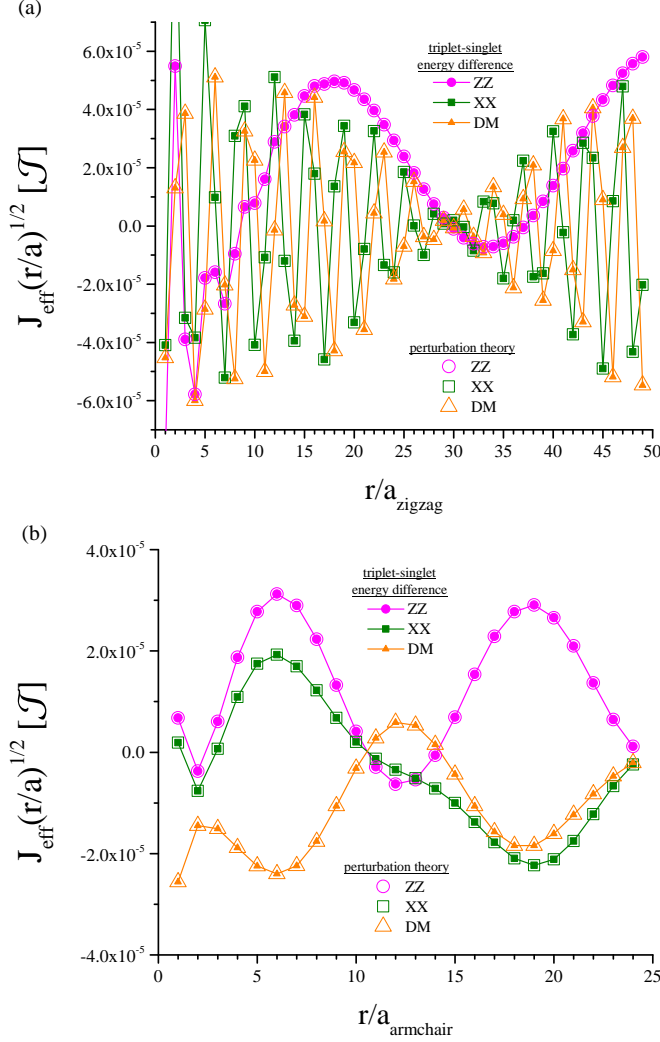 (a)
6.0x10-5
4.0x10-5
2.0x10-5
0.0
-2.0x10-5
-4.0x10-5
-6.0x10-5
Jeff(r/a)1/2 [𝒥]
triplet-singlet
energy difference
ZZ
XX
DM
perturbation theory
ZZ
XX
DM
0 5 10 15 20 25 30 35 40 45 50
r/azigzag
(b)
4.0x10-5
2.0x10-5
0.0
-2.0x10-5
-4.0x10-5
Jeff(r/a)1/2 [𝒥]
triplet-singlet
energy difference
ZZ
XX
DM
perturbation theory
ZZ
XX
DM
0 5 10 15 20 25
r/aarmchair